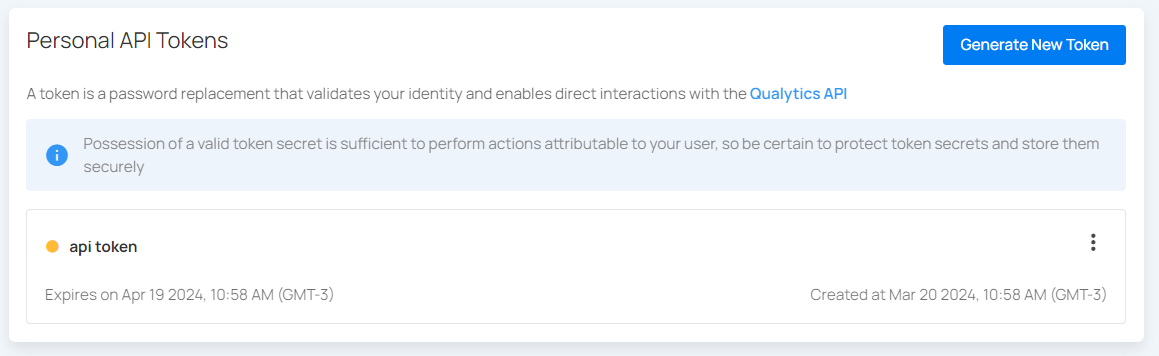 Personal API Tokens
Generate New Token
A token is a password replacement that validates your identity and enables direct interactions with the Qualytics API
Possession of a valid token secret is sufficient to perform actions attributable to your user, so be certain to protect token secrets and store them
securely
api token
Expires on Apr 19 2024, 10:58 AM (GMT-3)
Created at Mar 20 2024, 10:58 AM (GMT-3)